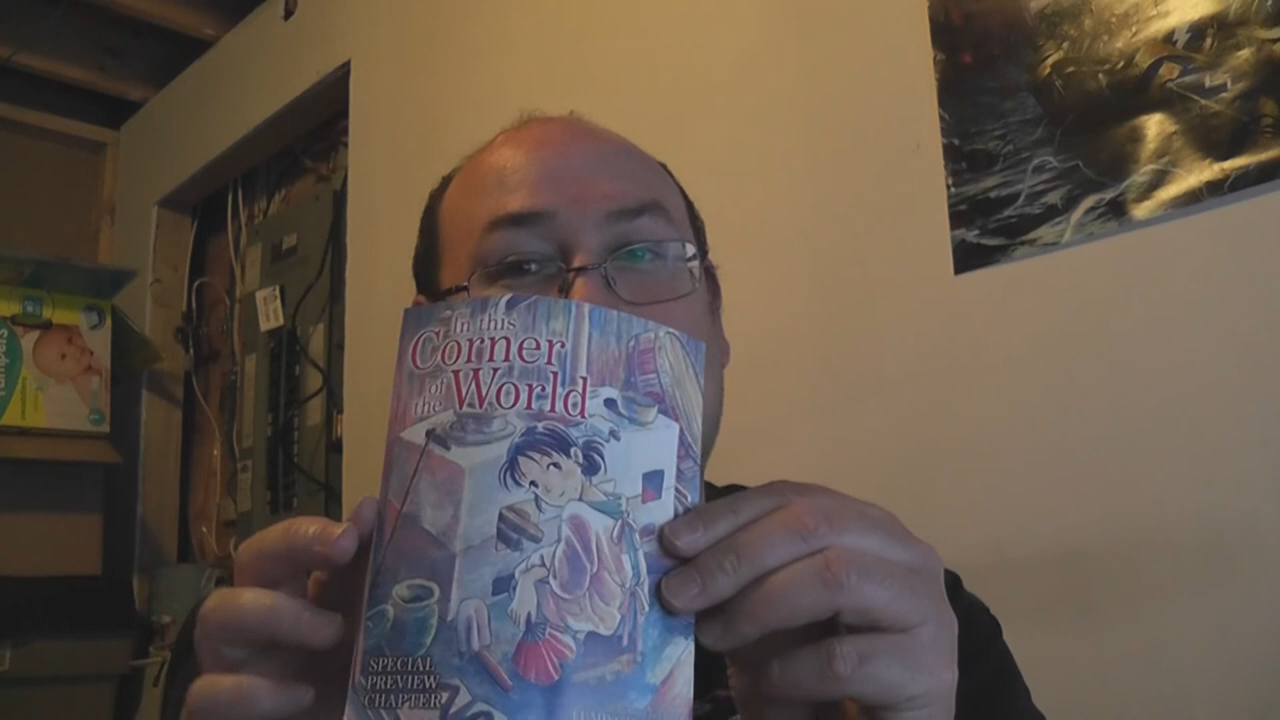 In this
Corner
of
the World
SPECIAL
PREVIEW
CHAPTER